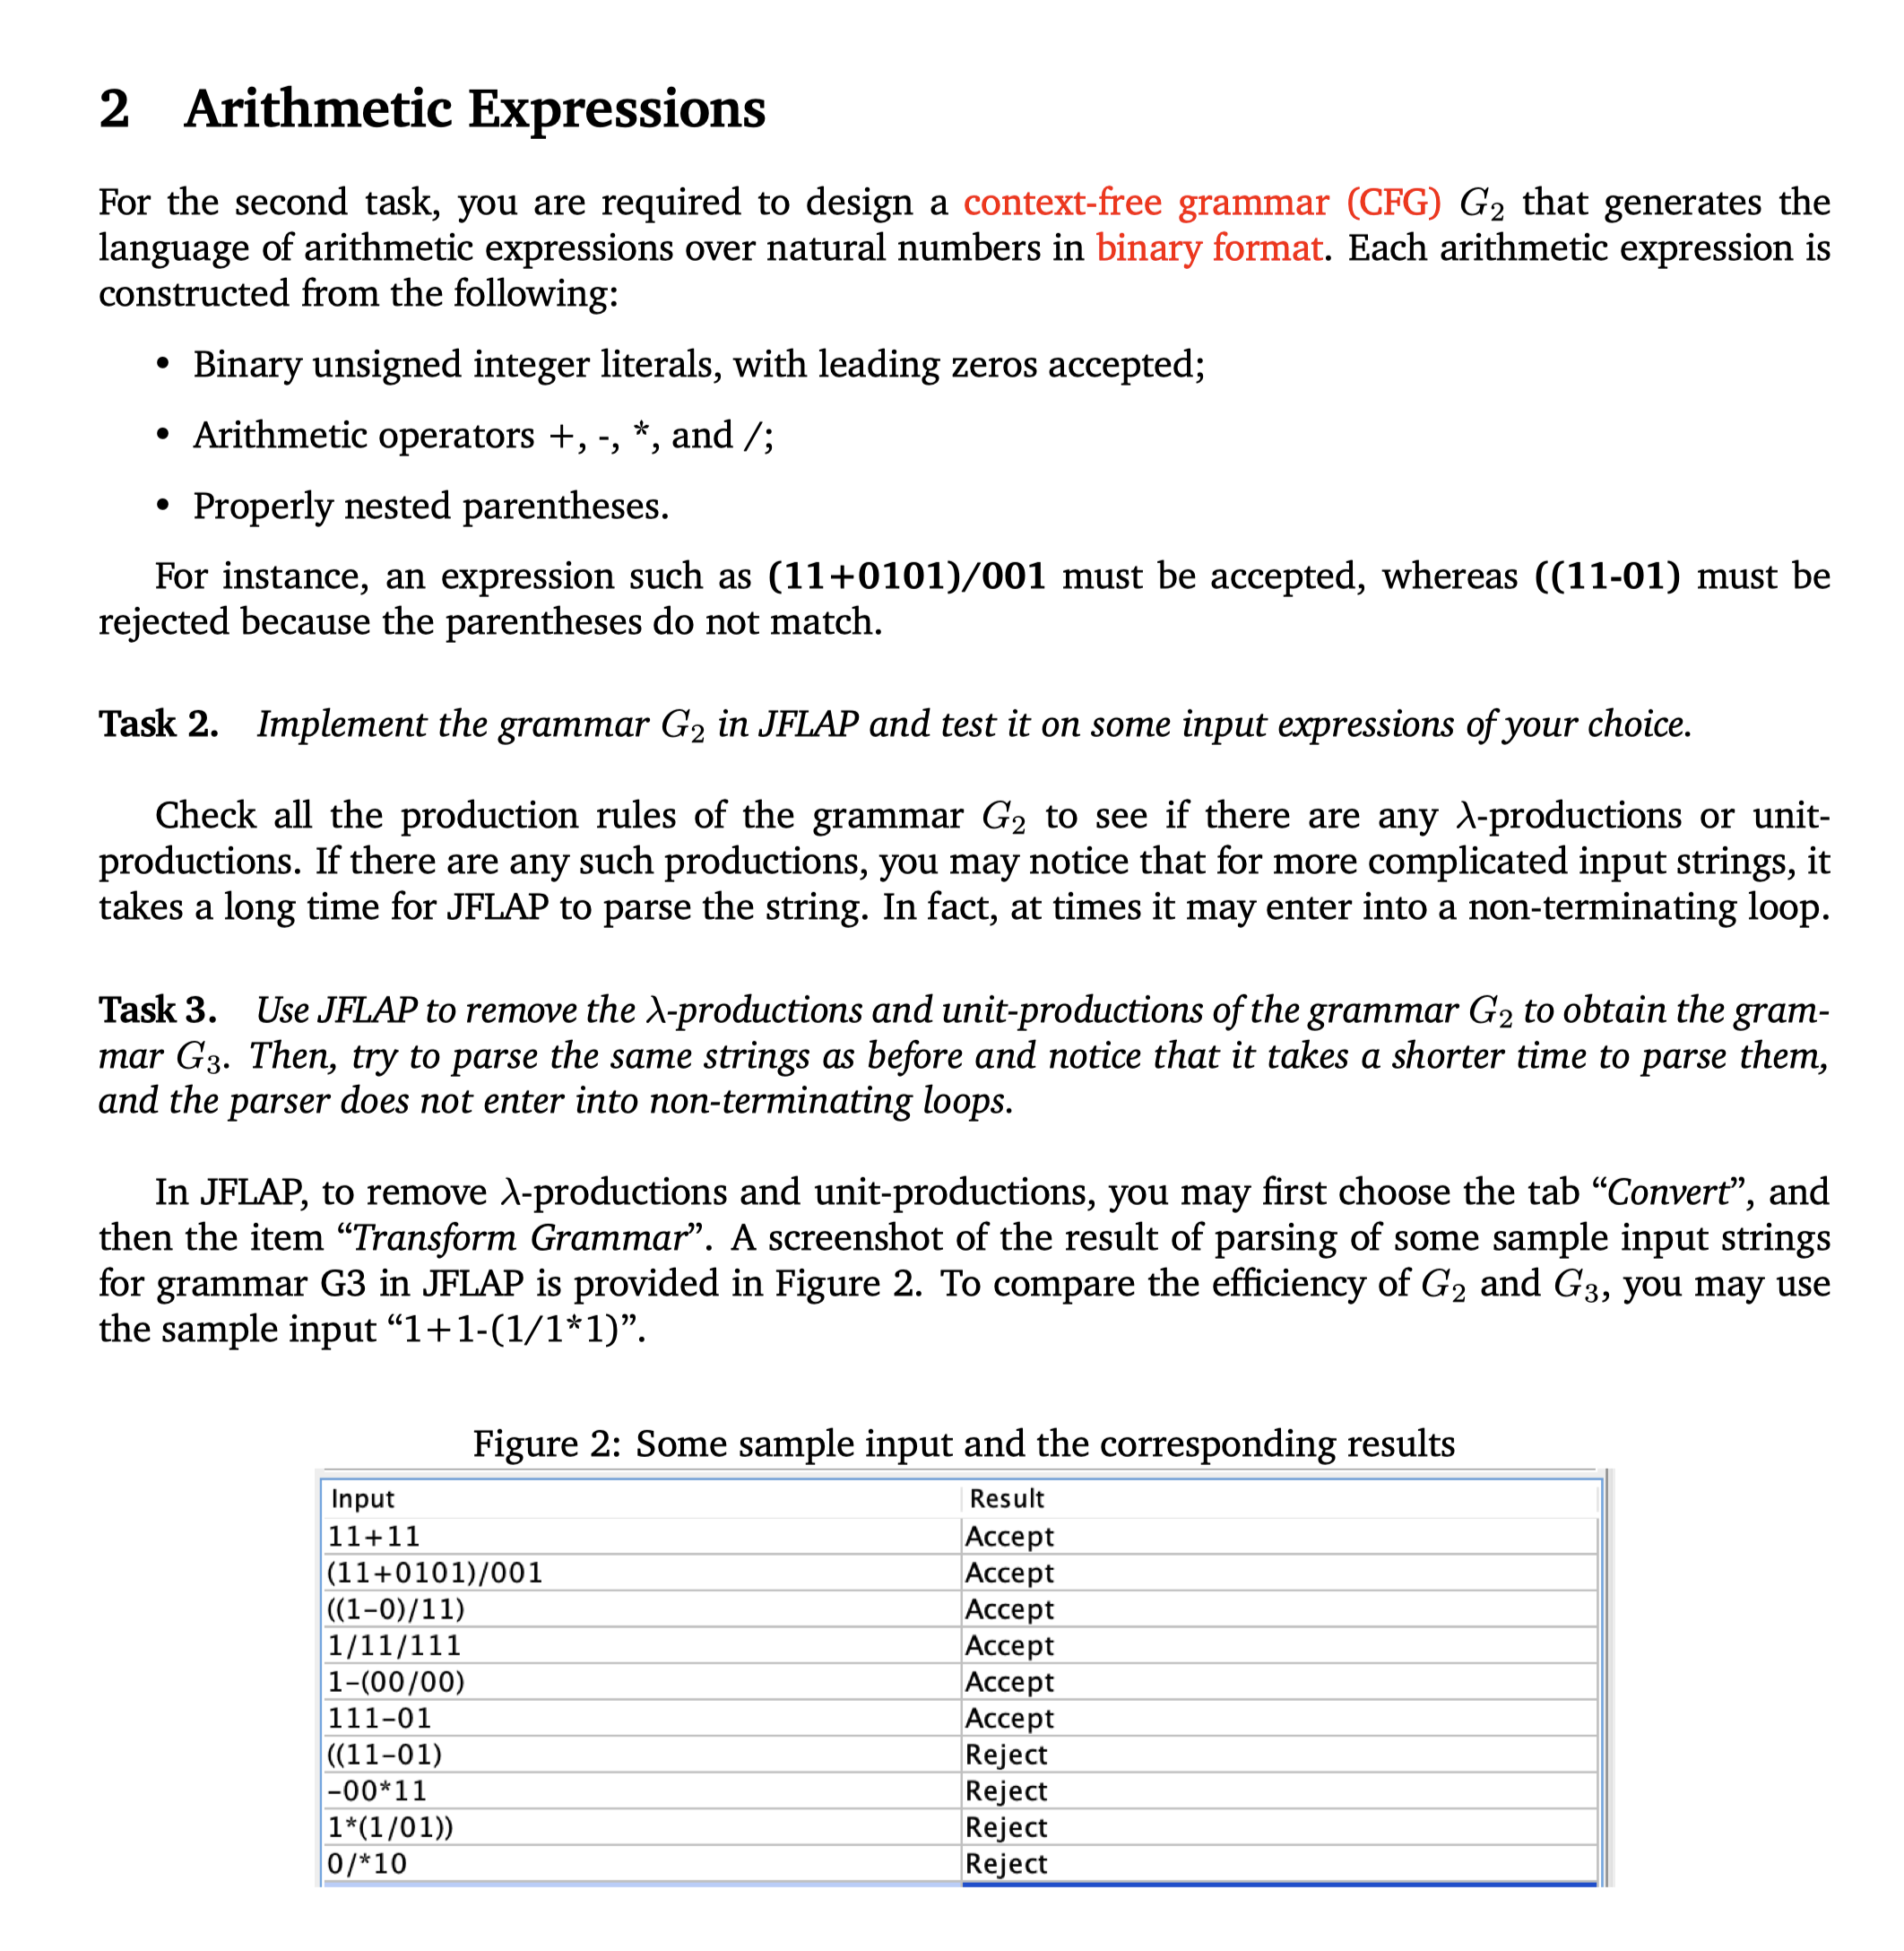 2 Arithmetic Expressions
For the second task, you are required to design a context-free grammar (CFG) G2 that generates the
language of arithmetic expressions over natural numbers in binary format. Each arithmetic expression is
constructed from the following:
• Binary unsigned integer literals, with leading zeros accepted;
• Arithmetic operators +, -, *, and /;
• Properly nested parentheses.
For instance, an expression such as (11+0101)/001 must be accepted, whereas ((11-01) must be
rejected because the parentheses do not match.
Task 2. Implement the grammar G2 in JFLAP and test it on some input expressions of your choice.
Check all the production rules of the grammar G2 to see if there are any λ-productions or unit-
productions. If there are any such productions, you may notice that for more complicated input strings, it
takes a long time for JFLAP to parse the string. In fact, at times it may enter into a non-terminating loop.
Task 3. Use JFLAP to remove the λ-productions and unit-productions of the grammar G2 to obtain the gram-
mar G3. Then, try to parse the same strings as before and notice that it takes a shorter time to parse them,
and the parser does not enter into non-terminating loops.
In JFLAP, to remove λ-productions and unit-productions, you may first choose the tab “Convert”, and
then the item “Transform Grammar”. A screenshot of the result of parsing of some sample input strings
for grammar G3 in JFLAP is provided in Figure 2. To compare the efficiency of G2 and G3, you may use
the sample input “1+1-(1/1*1)”.
Figure 2: Some sample input and the corresponding results
Input Result
11+11 Accept
(11+0101)/001 Accept
((1-0)/11) Accept
1/11/111 Accept
1-(00/00) Accept
111-01 Accept
((11-01) Reject
-00*11 Reject
1*(1/01)) Reject
0/*10 Reject